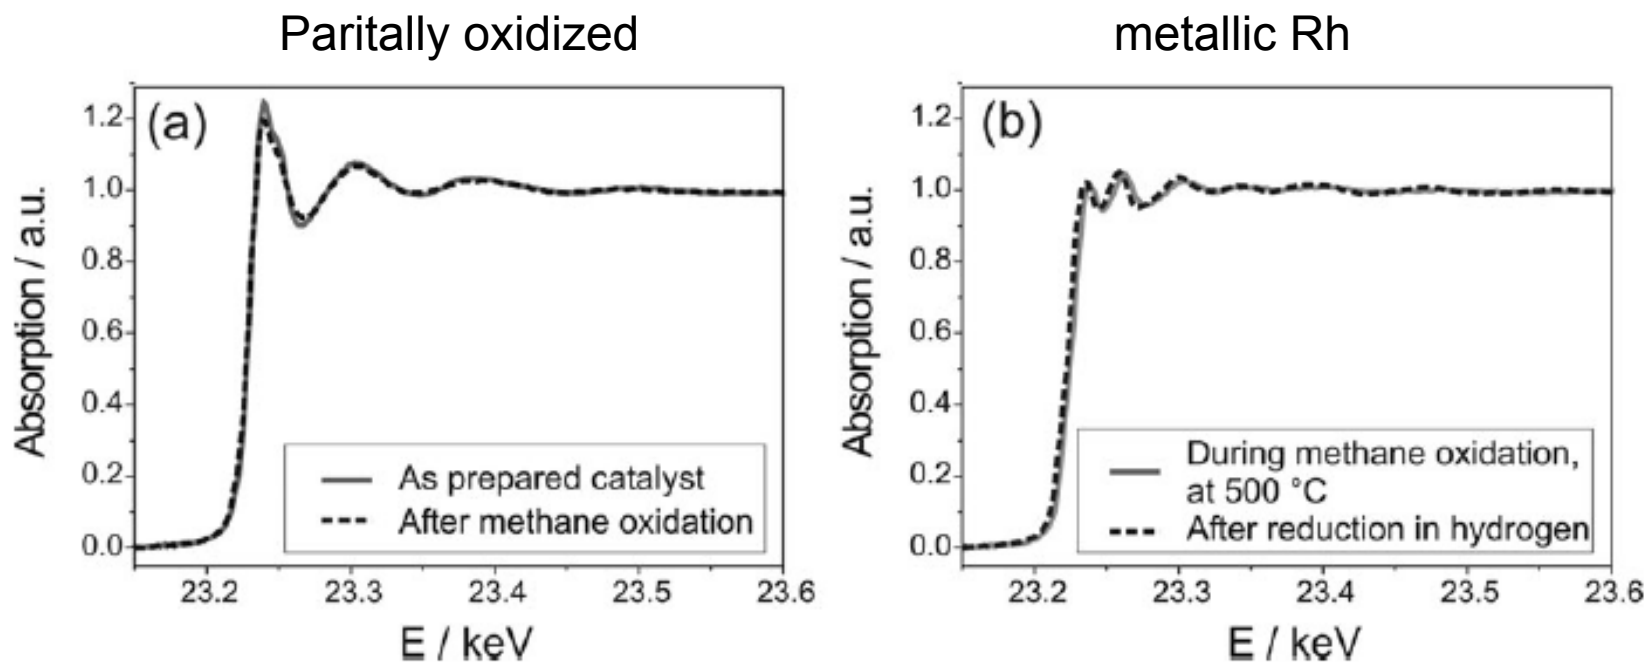 Paritally oxidized
metallic Rh
(a)
Absorption / a.u.
1.2
1.0
0.8
0.6
0.4
0.2
0.0
As prepared catalyst
After methane oxidation
23.2 23.3 23.4 23.5 23.6
E / keV
(b)
Absorption / a.u.
1.2
1.0
0.8
0.6
0.4
0.2
0.0
During methane oxidation,
at 500 °C
After reduction in hydrogen
23.2 23.3 23.4 23.5 23.6
E / keV